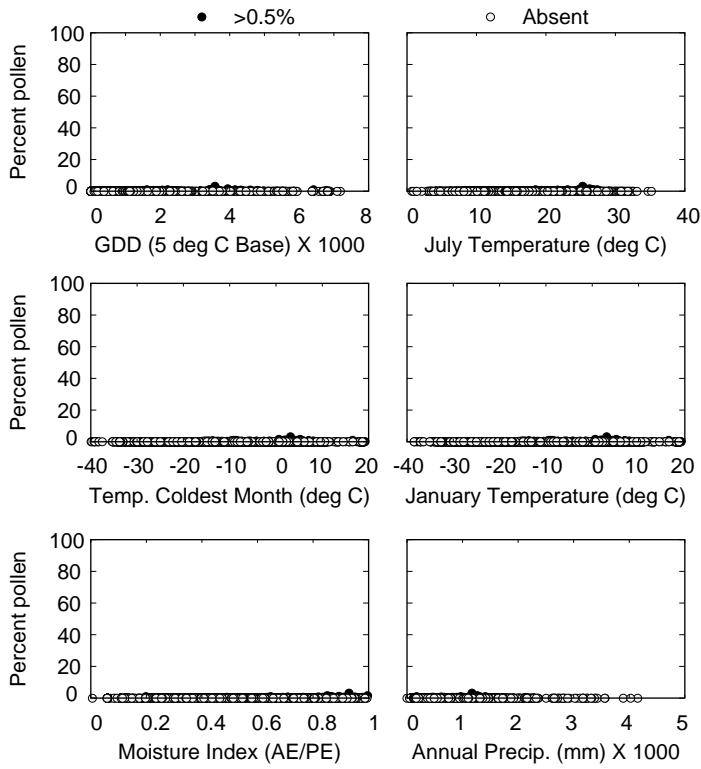 >0.5% Absent
100 80 60 40 20 0
Percent pollen
0 2 4 6 8
GDD (5 deg C Base) X 1000
0 10 20 30 40
July Temperature (deg C)
100 80 60 40 20 0
Percent pollen
-40 -30 -20 -10 0 10 20
Temp. Coldest Month (deg C)
-40 -30 -20 -10 0 10 20
January Temperature (deg C)
100 80 60 40 20 0
Percent pollen
0 0.2 0.4 0.6 0.8 1
Moisture Index (AE/PE)
0 1 2 3 4 5
Annual Precip. (mm) X 1000